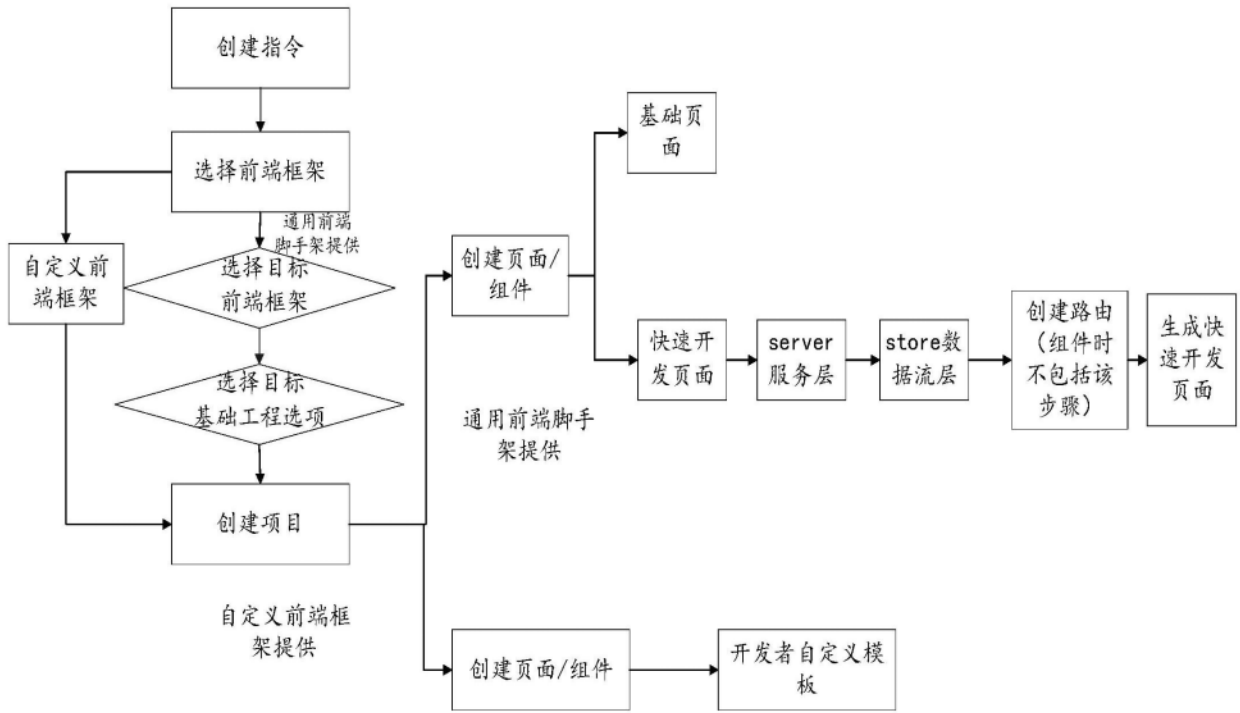 创建指令
选择前端框架
通用前端
脚手架提供
自定义前
端框架
选择目标
前端框架
选择目标
基础工程选项
创建项目
自定义前端框
架提供
创建页面/
组件
基础页
面
快速开
发页面
server
服务层
store数
据流层
创建路由
（组件时
不包括该
步骤）
生成快
速开发
页面
通用前端脚手
架提供
创建页面/组件
开发者自定义模
板